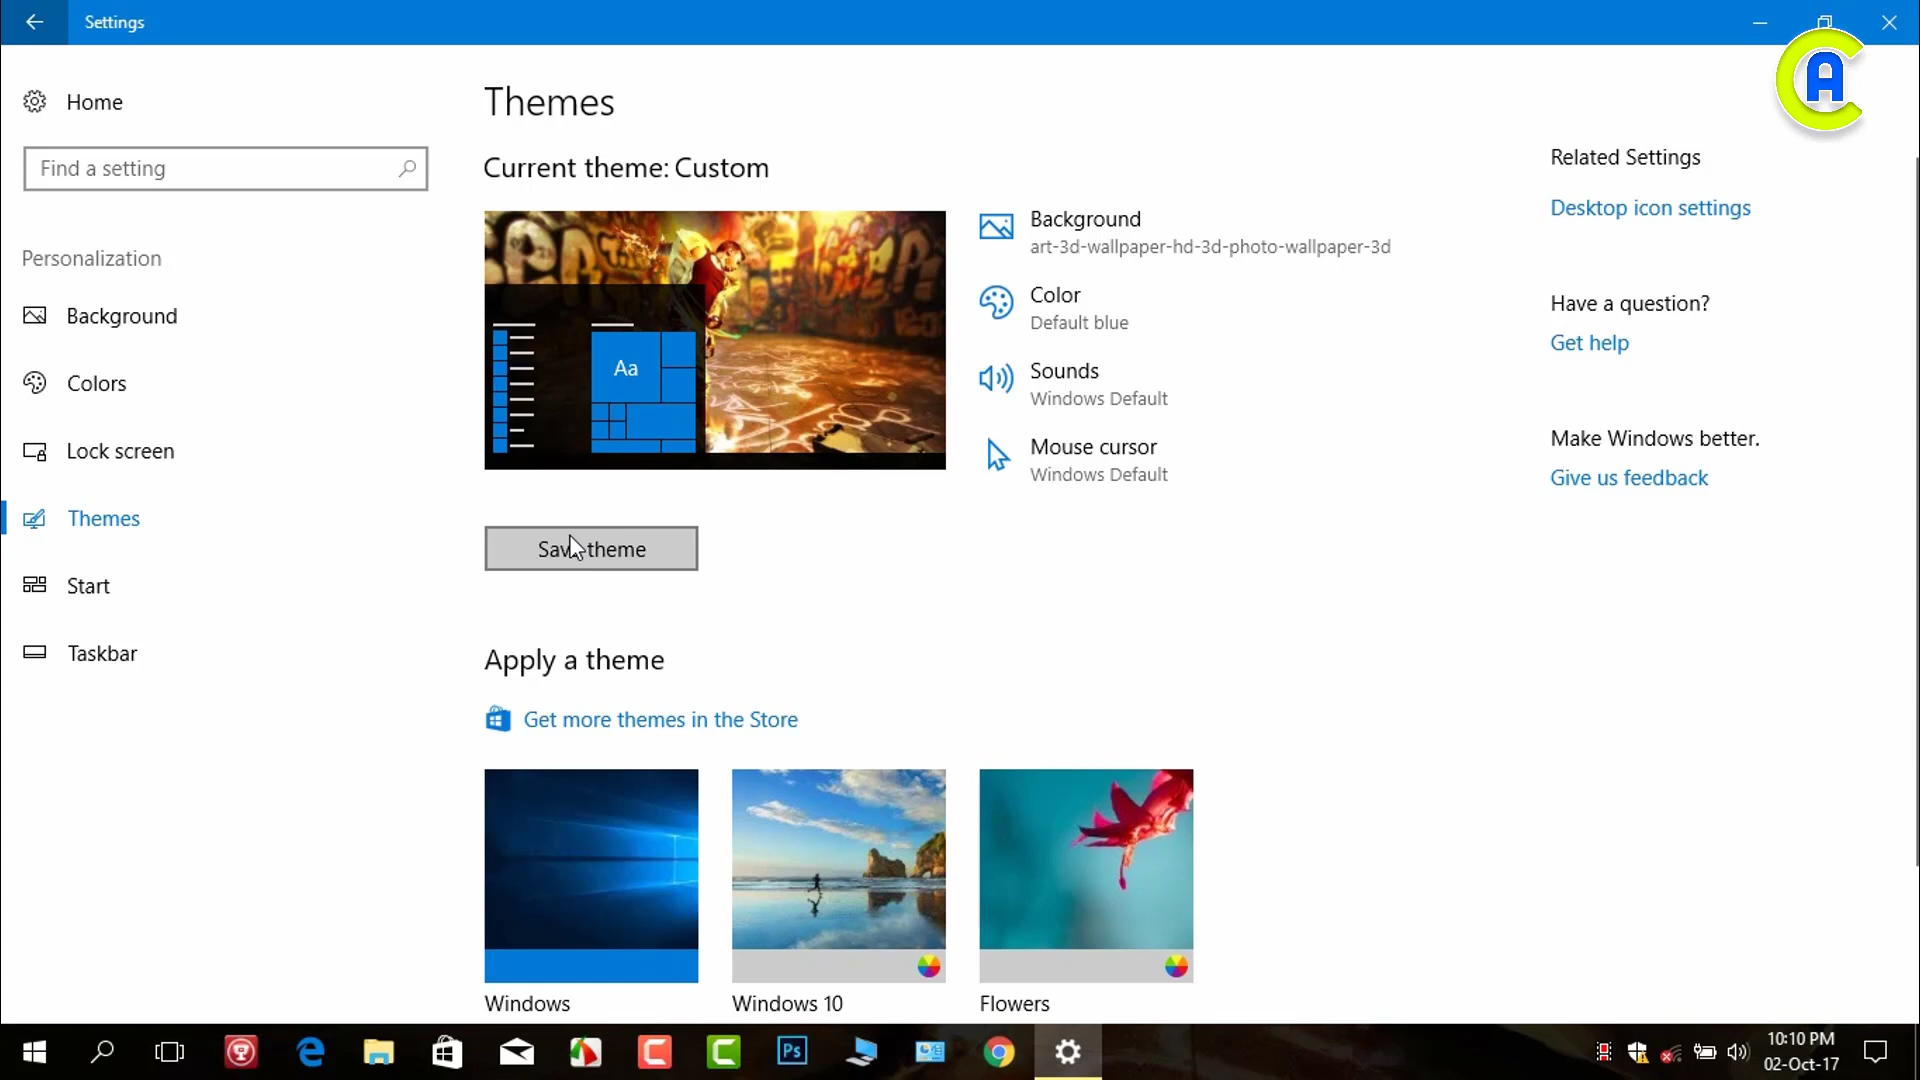 Settings
Home
Find a setting
Personalization
Background
Colors
Lock screen
Themes
Start
Taskbar
Themes
Current theme: Custom
Aa
Background
art-3d-wallpaper-hd-3d-photo-wallpaper-3d
Color
Default blue
Sounds
Windows Default
Mouse cursor
Windows Default
Save theme
Apply a theme
Get more themes in the Store
Windows
Windows 10
Flowers
CA
Related Settings
Desktop icon settings
Have a question?
Get help
Make Windows better.
Give us feedback
Ps
10:10 PM
02-Oct-17